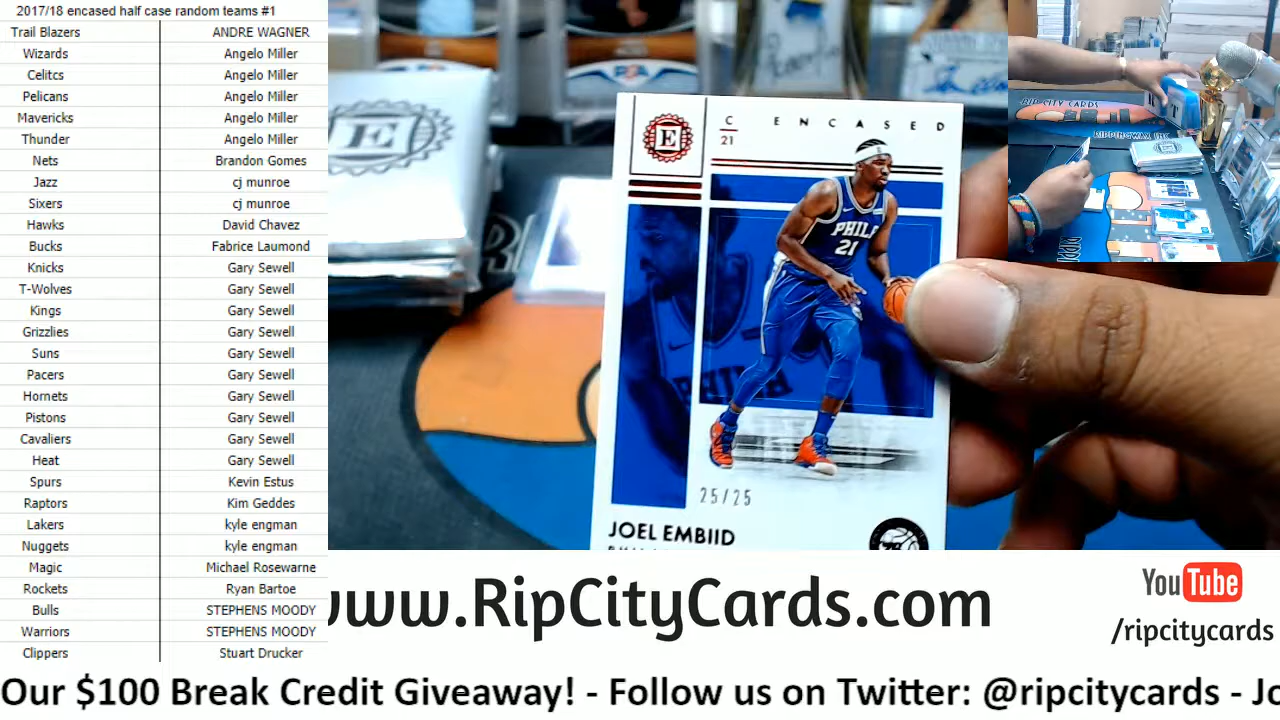 2017/18 encased half case random teams #1
Trail Blazers ANDRE WAGNER
Wizards Angelo Miller
Celitcs Angelo Miller
Pelicans Angelo Miller
Mavericks Angelo Miller
Thunder Angelo Miller
Nets Brandon Gomes
Jazz cj munroe
Sixers cj munroe
Hawks David Chavez
Bucks Fabrice Laumond
Knicks Gary Sewell
T-Wolves Gary Sewell
Kings Gary Sewell
Grizzlies Gary Sewell
Suns Gary Sewell
Pacers Gary Sewell
Hornets Gary Sewell
Pistons Gary Sewell
Cavaliers Gary Sewell
Heat Gary Sewell
Spurs Kevin Estus
Raptors Kim Geddes
Lakers kyle engman
Nuggets kyle engman
Magic Michael Rosewarne
Rockets Ryan Bartoe
Bulls STEPHENS MOODY
Warriors STEPHENS MOODY
Clippers Stuart Drucker
E
E
C
21
ENCASED
PHILA
21
25/25
JOEL EMBIID
RIP CITY CARDS
www.RipCityCards.com
YouTube
/ripcitycards
Our $100 Break Credit Giveaway! - Follow us on Twitter: @ripcitycards - Jo